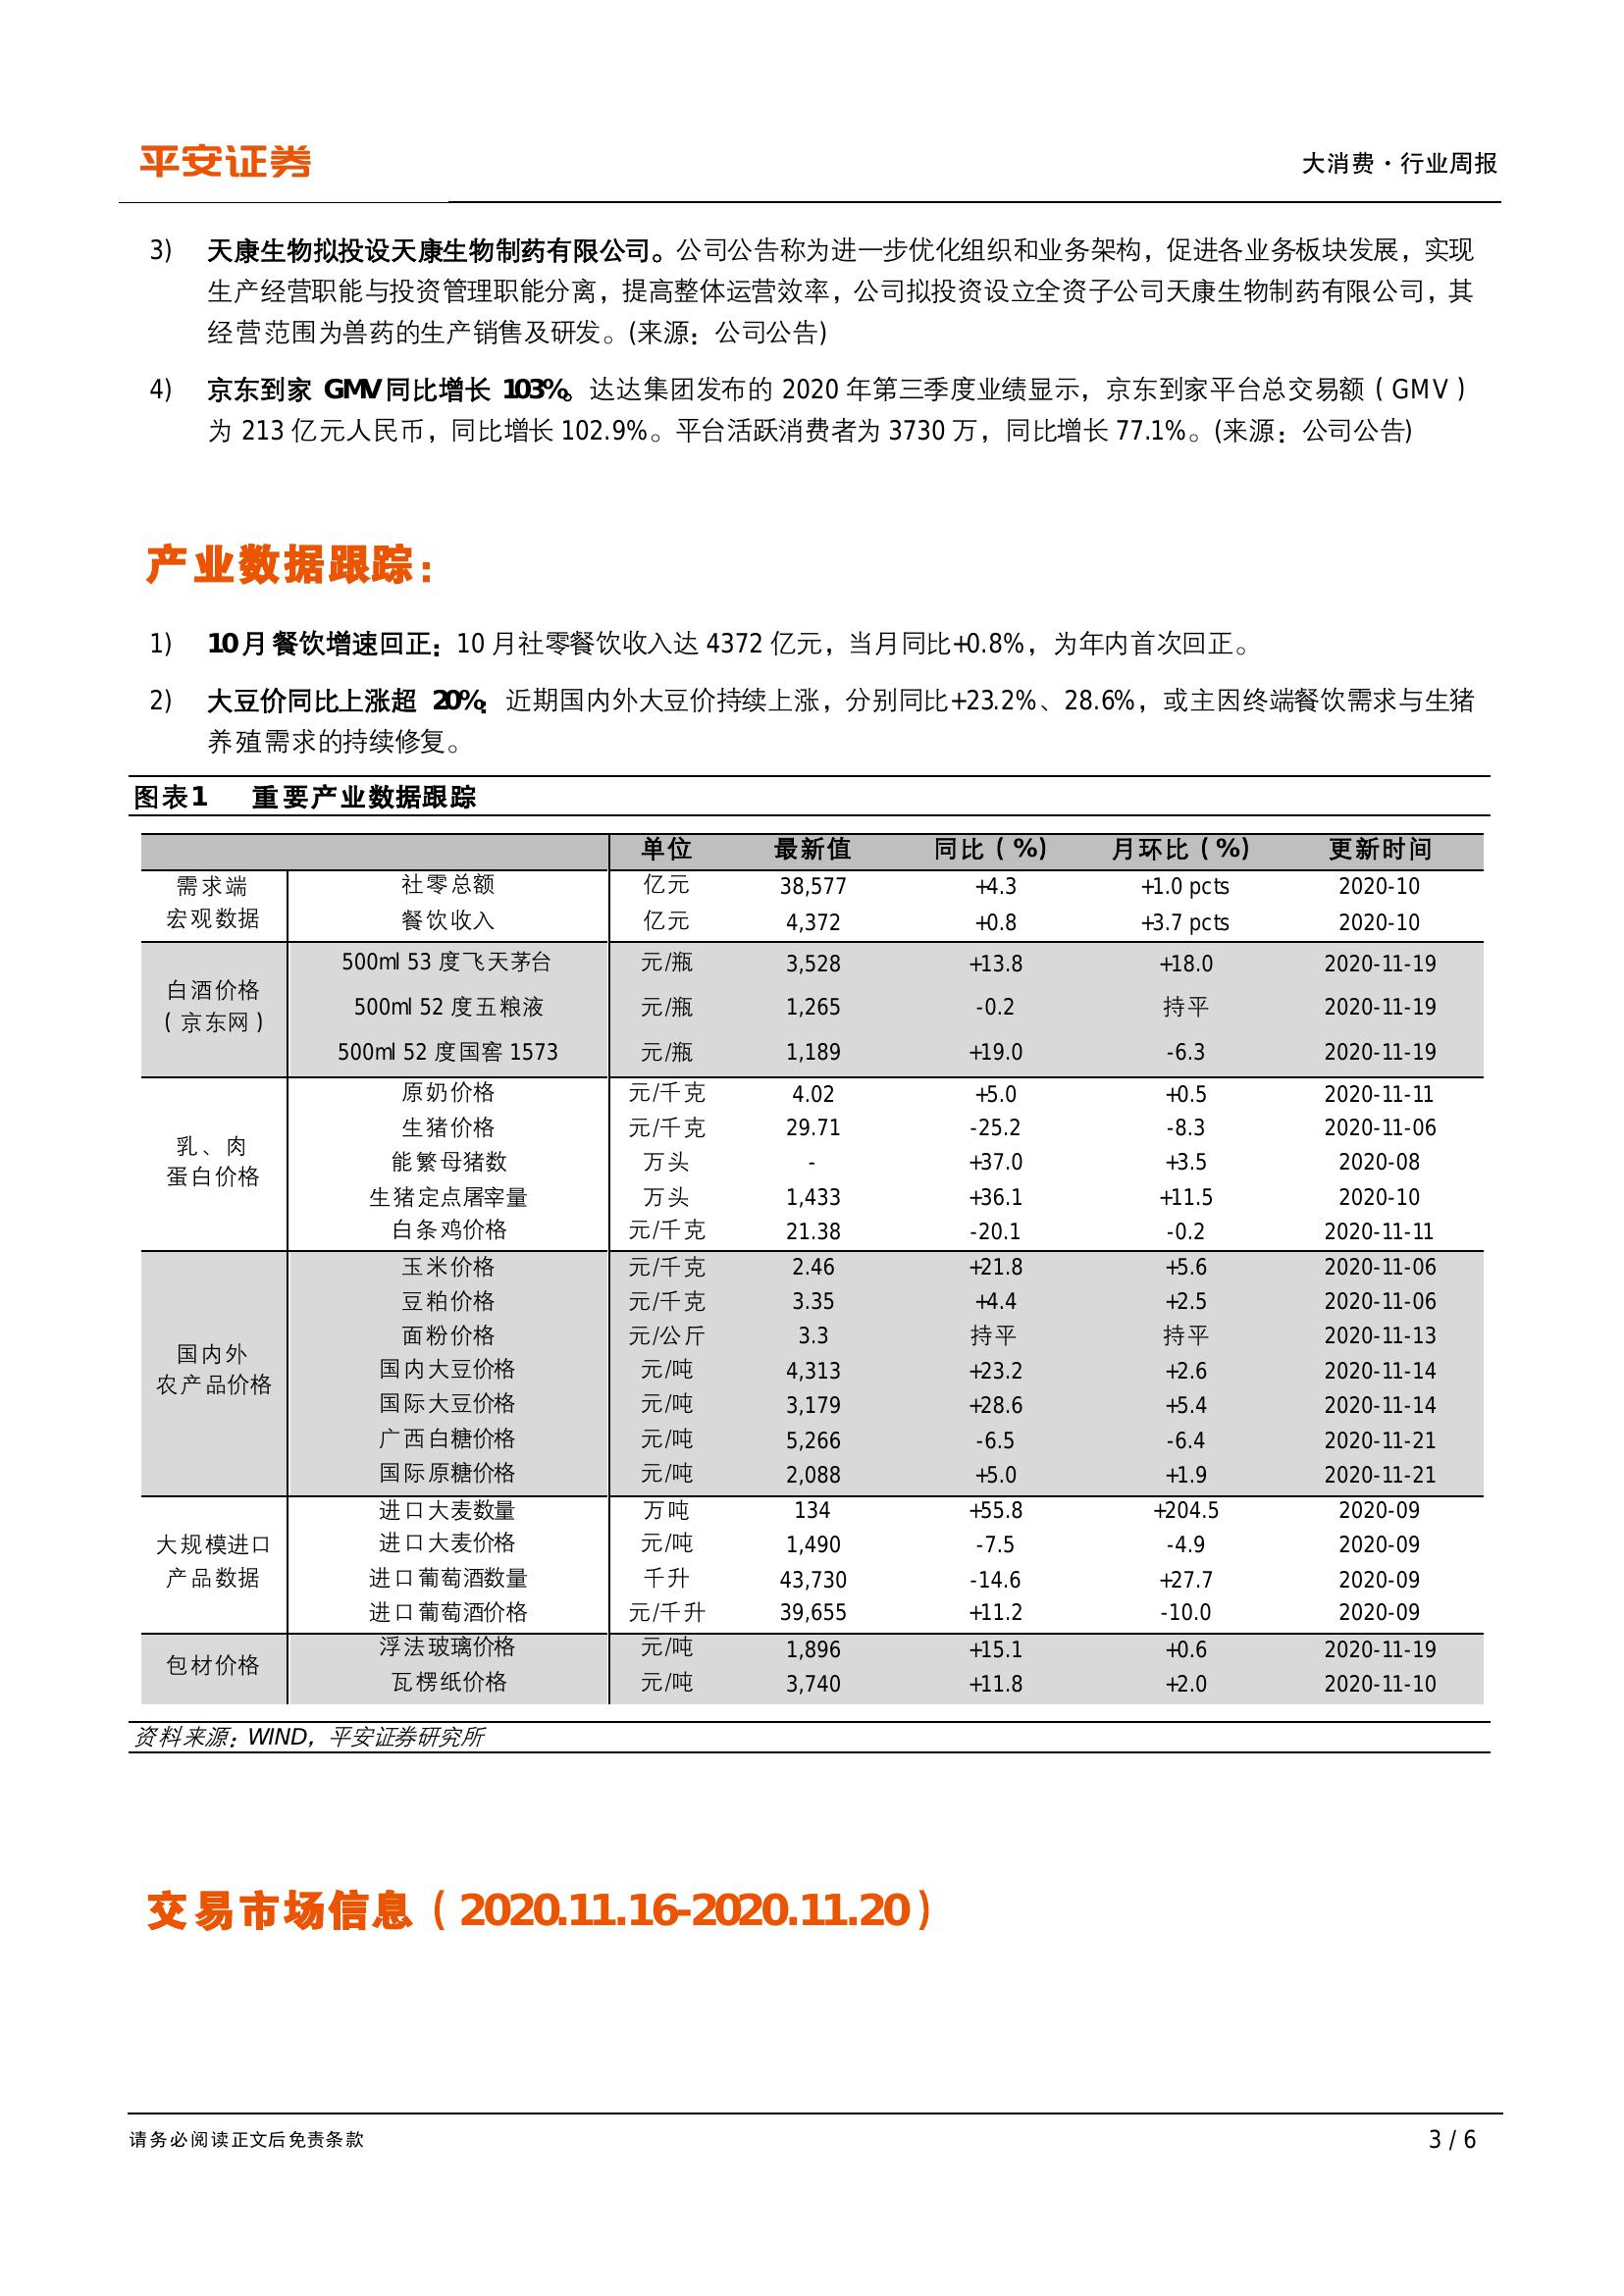 平安证券
大消费·行业周报
3) 天康生物拟投设天康生物制药有限公司。公司公告称为进一步优化组织和业务架构，促进各业务板块发展，实现
生产经营职能与投资管理职能分离，提高整体运营效率，公司拟投资设立全资子公司天康生物制药有限公司，其
经营范围为兽药的生产销售及研发。(来源：公司公告)
4) 京东到家 GMV 同比增长 103%。达达集团发布的 2020 年第三季度业绩显示，京东到家平台总交易额（GMV）
为 213 亿元人民币，同比增长 102.9%。平台活跃消费者为 3730 万，同比增长 77.1%。(来源：公司公告)
产业数据跟踪：
1) 10 月餐饮增速回正：10 月社零餐饮收入达 4372 亿元，当月同比+0.8%，为年内首次回正。
2) 大豆价同比上涨超 20%：近期国内外大豆价持续上涨，分别同比+23.2%、28.6%，或主因终端餐饮需求与生猪
养殖需求的持续修复。
图表1 重要产业数据跟踪
单位 最新值 同比（%） 月环比（%） 更新时间
需求端
宏观数据
社零总额 亿元 38,577 +4.3 +1.0 pcts 2020-10
餐饮收入 亿元 4,372 +0.8 +3.7 pcts 2020-10
白酒价格
（京东网）
500ml 53 度飞天茅台 元/瓶 3,528 +13.8 +18.0 2020-11-19
500ml 52 度五粮液 元/瓶 1,265 -0.2 持平 2020-11-19
500ml 52 度国窖 1573 元/瓶 1,189 +19.0 -6.3 2020-11-19
乳、肉
蛋白价格
原奶价格 元/千克 4.02 +5.0 +0.5 2020-11-11
生猪价格 元/千克 29.71 -25.2 -8.3 2020-11-06
能繁母猪数 万头 - +37.0 +3.5 2020-08
生猪定点屠宰量 万头 1,433 +36.1 +11.5 2020-10
白条鸡价格 元/千克 21.38 -20.1 -0.2 2020-11-11
国内外
农产品价格
玉米价格 元/千克 2.46 +21.8 +5.6 2020-11-06
豆粕价格 元/千克 3.35 +4.4 +2.5 2020-11-06
面粉价格 元/公斤 3.3 持平 持平 2020-11-13
国内大豆价格 元/吨 4,313 +23.2 +2.6 2020-11-14
国际大豆价格 元/吨 3,179 +28.6 +5.4 2020-11-14
广西白糖价格 元/吨 5,266 -6.5 -6.4 2020-11-21
国际原糖价格 元/吨 2,088 +5.0 +1.9 2020-11-21
大规模进口
产品数据
进口大麦数量 万吨 134 +55.8 +204.5 2020-09
进口大麦价格 元/吨 1,490 -7.5 -4.9 2020-09
进口葡萄酒数量 千升 43,730 -14.6 +27.7 2020-09
进口葡萄酒价格 元/千升 39,655 +11.2 -10.0 2020-09
包材价格
浮法玻璃价格 元/吨 1,896 +15.1 +0.6 2020-11-19
瓦楞纸价格 元/吨 3,740 +11.8 +2.0 2020-11-10
资料来源：WIND，平安证券研究所
交易市场信息（2020.11.16-2020.11.20）
请务必阅读正文后免责条款
3 / 6